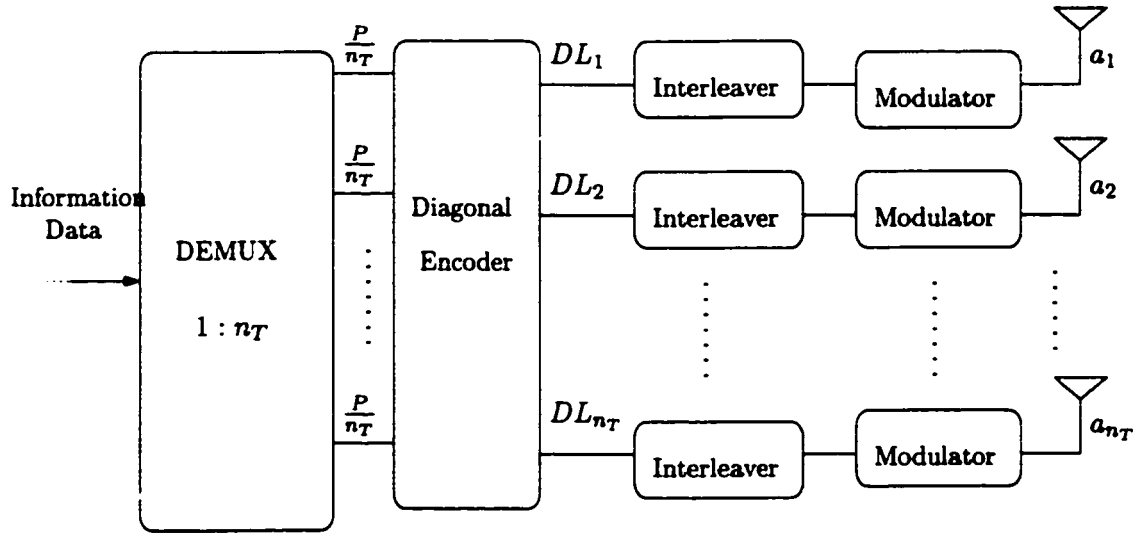 P/n_T
DL_1
Interleaver
Modulator
a_1
P/n_T
DL_2
Interleaver
Modulator
a_2
Information
Data
DEMUX
1 : n_T
Diagonal
Encoder
P/n_T
DL_{n_T}
Interleaver
Modulator
a_{n_T}